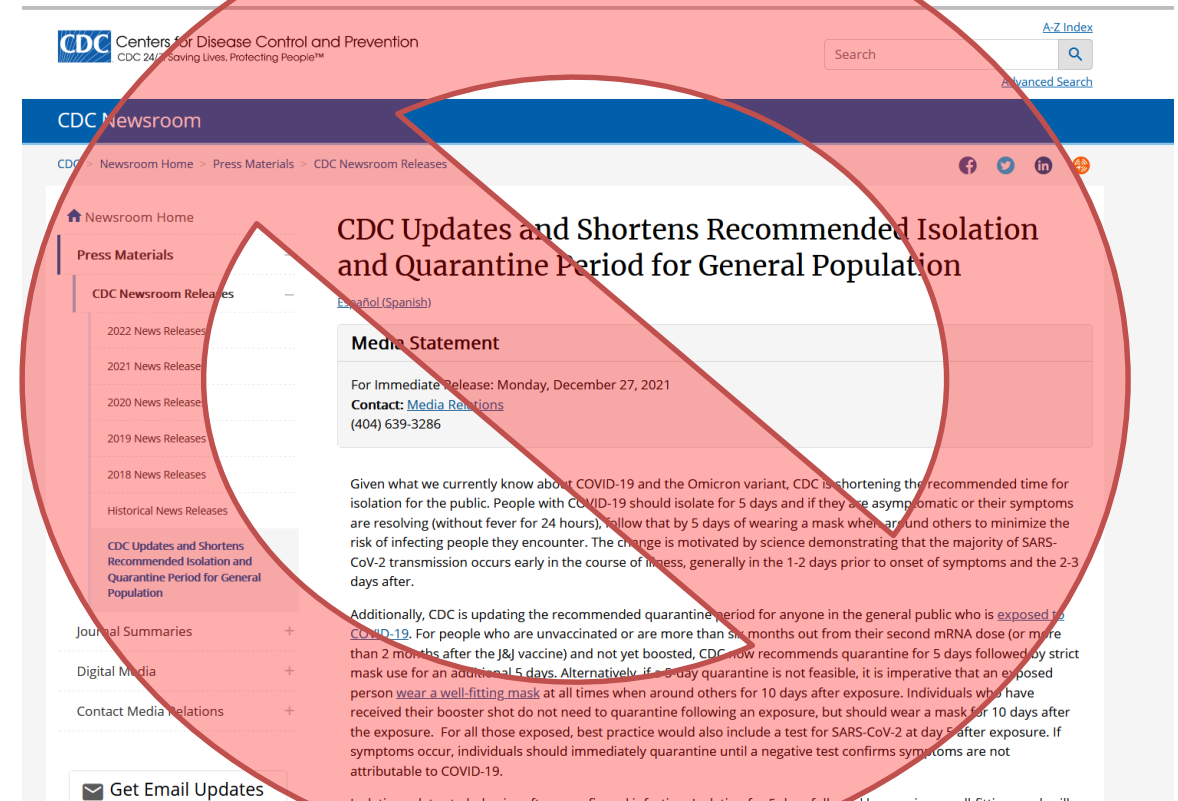 A-Z Index
CDC Centers for Disease Control and Prevention
CDC 24/7: Saving Lives, Protecting People™
Search
Advanced Search
CDC Newsroom
CDC > Newsroom Home > Press Materials > CDC Newsroom Releases
Newsroom Home
Press Materials
CDC Newsroom Releases
2022 News Releases
2021 News Releases
2020 News Releases
2019 News Releases
2018 News Releases
Historical News Releases
CDC Updates and Shortens
Recommended Isolation and
Quarantine Period for General
Population
Journal Summaries
Digital Media
Contact Media Relations
Get Email Updates
CDC Updates and Shortens Recommended Isolation
and Quarantine Period for General Population
Español (Spanish)
Media Statement
For Immediate Release: Monday, December 27, 2021
Contact: Media Relations
(404) 639-3286
Given what we currently know about COVID-19 and the Omicron variant, CDC is shortening the recommended time for
isolation for the public. People with COVID-19 should isolate for 5 days and if they are asymptomatic or their symptoms
are resolving (without fever for 24 hours), follow that by 5 days of wearing a mask when around others to minimize the
risk of infecting people they encounter. The change is motivated by science demonstrating that the majority of SARS-
CoV-2 transmission occurs early in the course of illness, generally in the 1-2 days prior to onset of symptoms and the 2-3
days after.
Additionally, CDC is updating the recommended quarantine period for anyone in the general public who is exposed to
COVID-19. For people who are unvaccinated or are more than six months out from their second mRNA dose (or more
than 2 months after the J&J vaccine) and not yet boosted, CDC now recommends quarantine for 5 days followed by strict
mask use for an additional 5 days. Alternatively, if a 5-day quarantine is not feasible, it is imperative that an exposed
person wear a well-fitting mask at all times when around others for 10 days after exposure. Individuals who have
received their booster shot do not need to quarantine following an exposure, but should wear a mask for 10 days after
the exposure. For all those exposed, best practice would also include a test for SARS-CoV-2 at day 5 after exposure. If
symptoms occur, individuals should immediately quarantine until a negative test confirms symptoms are not
attributable to COVID-19.